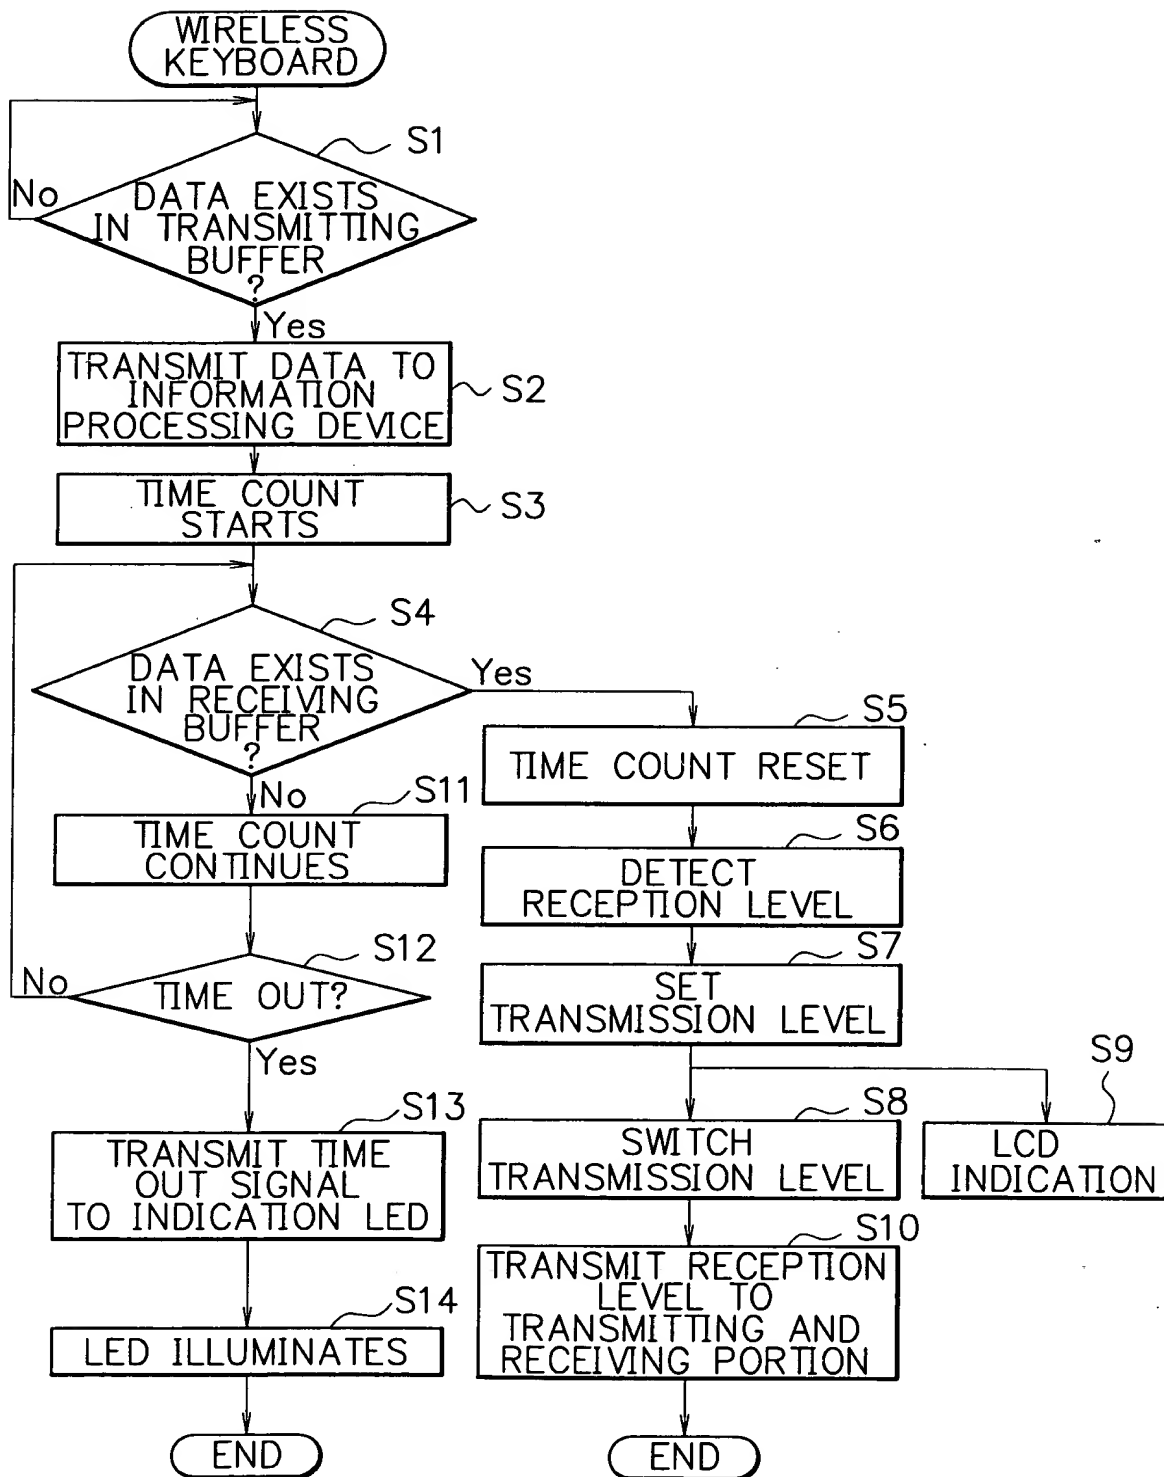 WIRELESS
KEYBOARD
S1
No
DATA EXISTS
IN TRANSMITTING
BUFFER
?
Yes
TRANSMIT DATA TO
INFORMATION
PROCESSING DEVICE
S2
TIME COUNT
STARTS
S3
S4
DATA EXISTS
IN RECEIVING
BUFFER
?
Yes
No
S5
TIME COUNT RESET
S11
TIME COUNT
CONTINUES
S6
DETECT
RECEPTION LEVEL
S12
No
TIME OUT?
Yes
S7
SET
TRANSMISSION LEVEL
S13
TRANSMIT TIME
OUT SIGNAL
TO INDICATION LED
S8
SWITCH
TRANSMISSION LEVEL
S9
LCD
INDICATION
S14
LED ILLUMINATES
S10
TRANSMIT RECEPTION
LEVEL TO
TRANSMITTING AND
RECEIVING PORTION
END
END